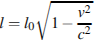 l = l₀√(1 − v²/c²)